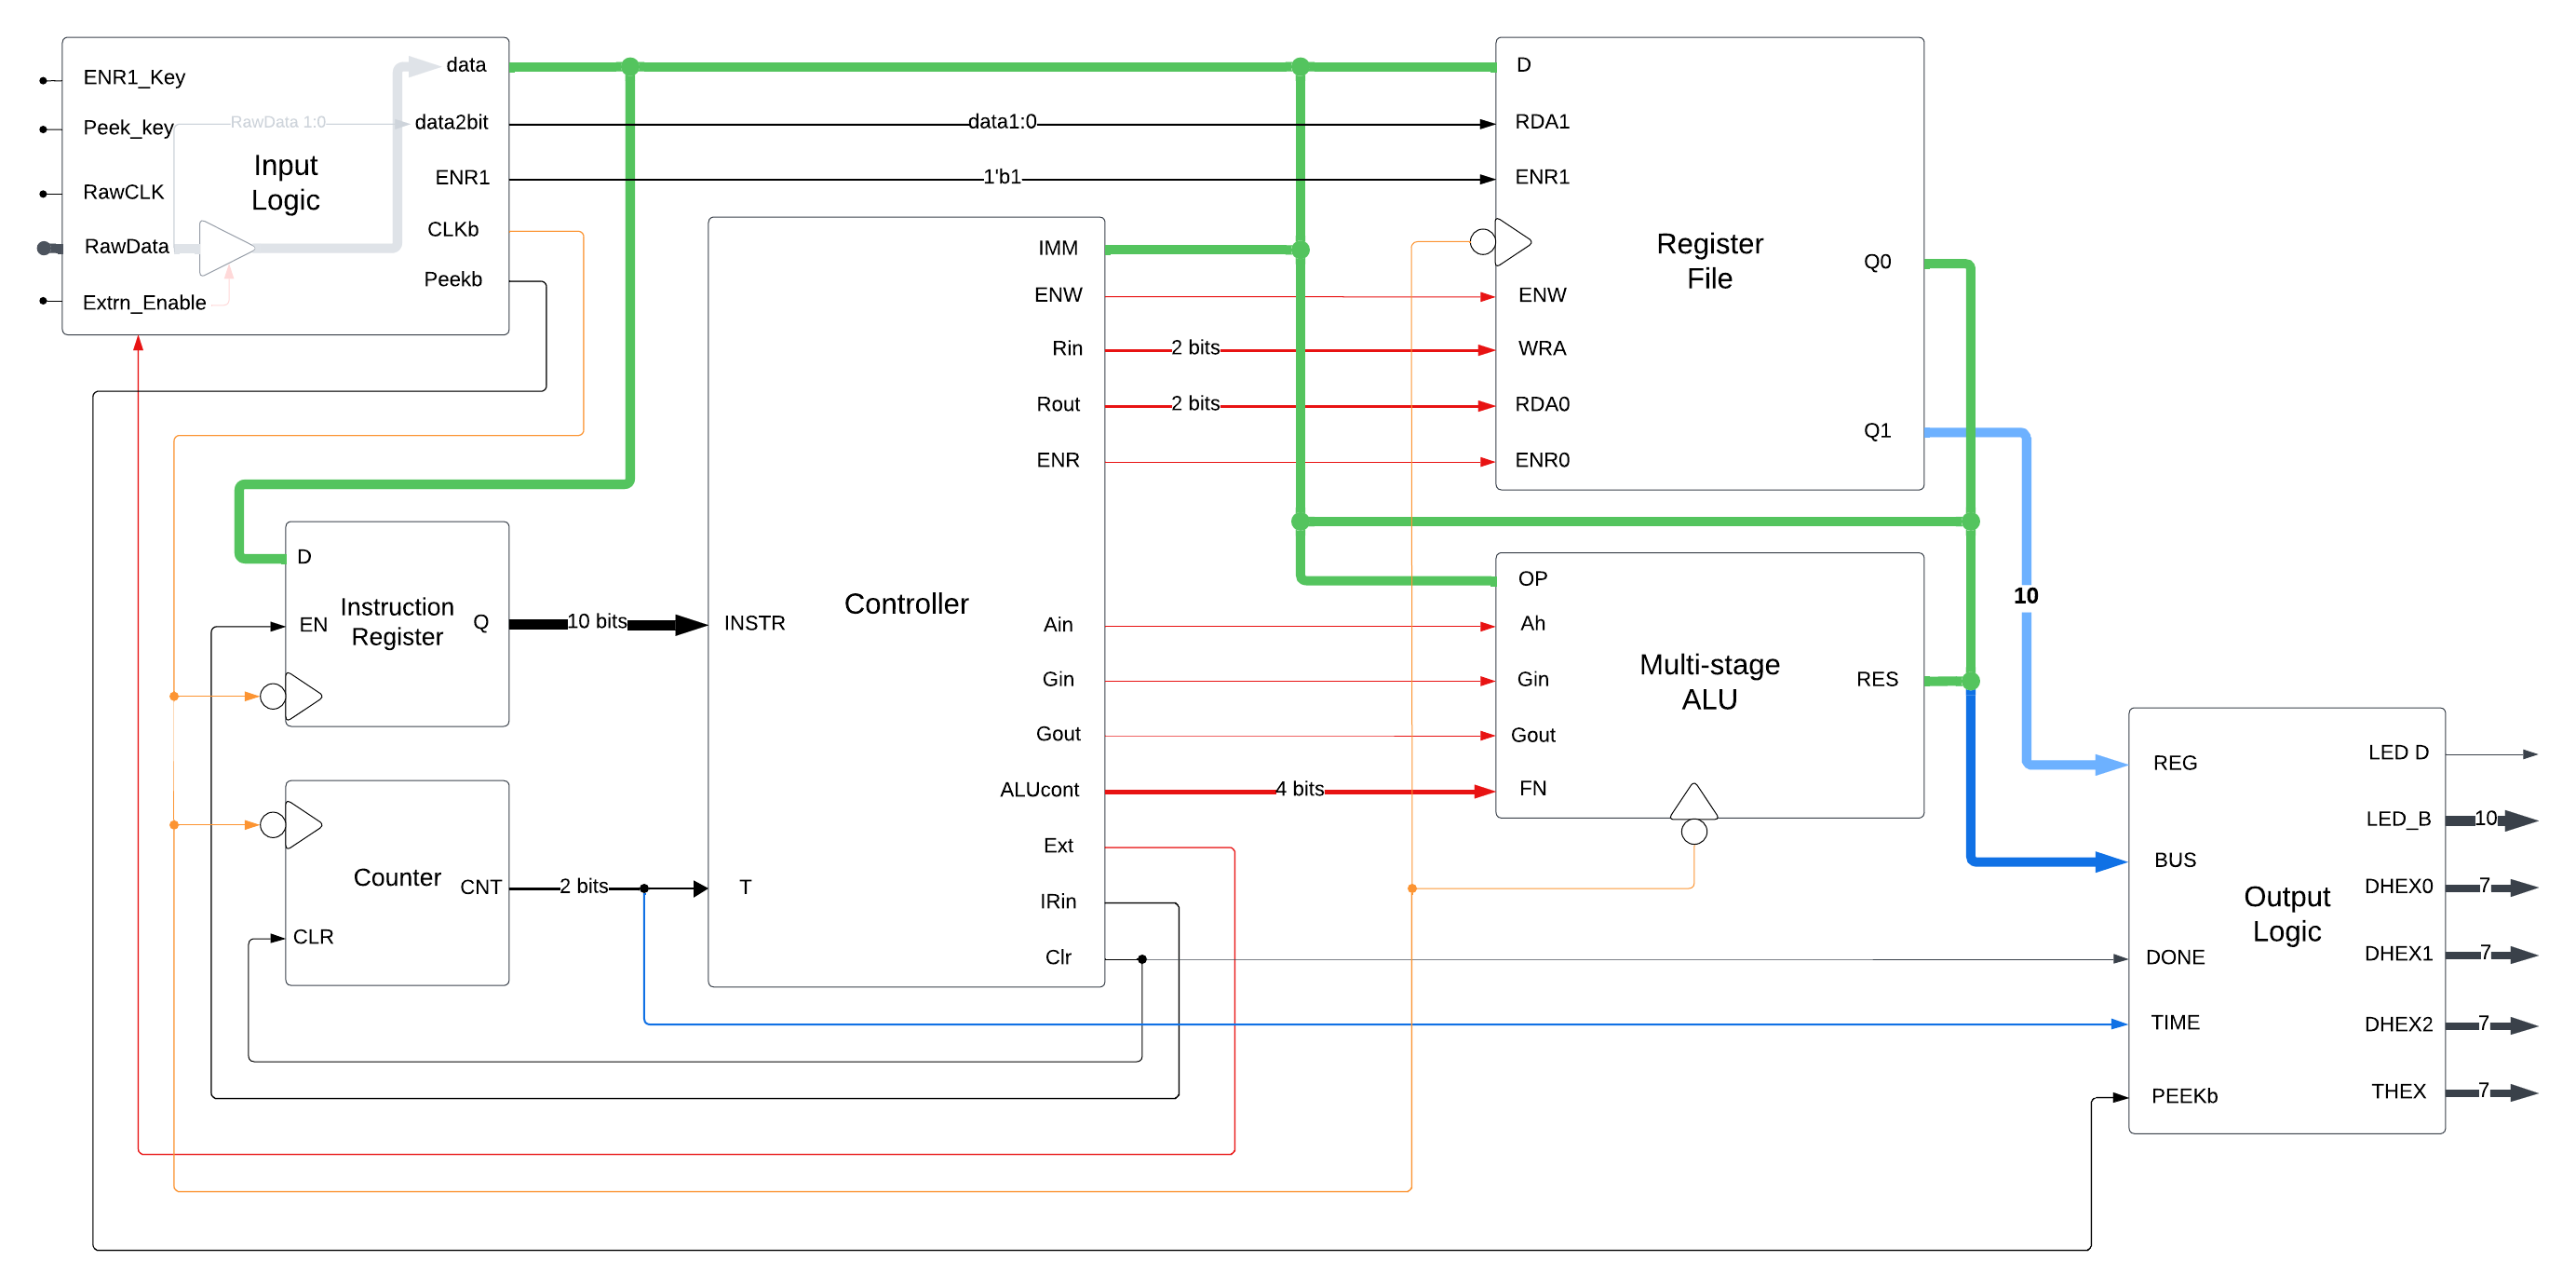 ENR1_Key
Peek_key
RawCLK
RawData
Extrn_Enable
RawData 1:0
Input
Logic
data
data2bit
ENR1
CLKb
Peekb
data1:0
1'b1
D
RDA1
ENR1
ENW
WRA
RDA0
ENR0
Register
File
Q0
Q1
IMM
ENW
Rin
Rout
ENR
2 bits
2 bits
D
EN
Instruction
Register
Q
10 bits
INSTR
Controller
T
Ain
Gin
Gout
ALUcont
Ext
IRin
Clr
4 bits
OP
Ah
Gin
Gout
FN
Multi-stage
ALU
RES
10
Counter
CNT
CLR
2 bits
REG
BUS
DONE
TIME
PEEKb
Output
Logic
LED D
LED_B
DHEX0
DHEX1
DHEX2
THEX
10
7
7
7
7